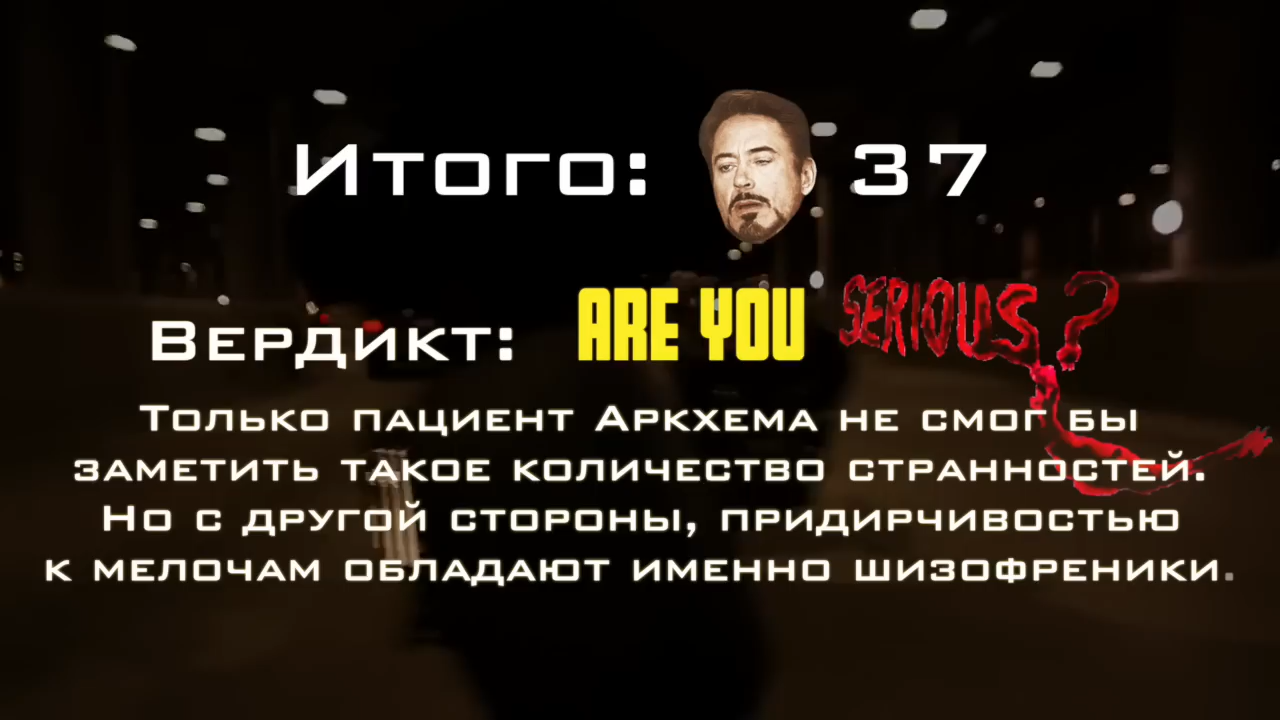 Итого: 37
Вердикт: ARE YOU SERIOUS?
Только пациент Аркхема не смог бы
заметить такое количество странностей.
Но с другой стороны, придирчивостью
к мелочам обладают именно шизофреники.